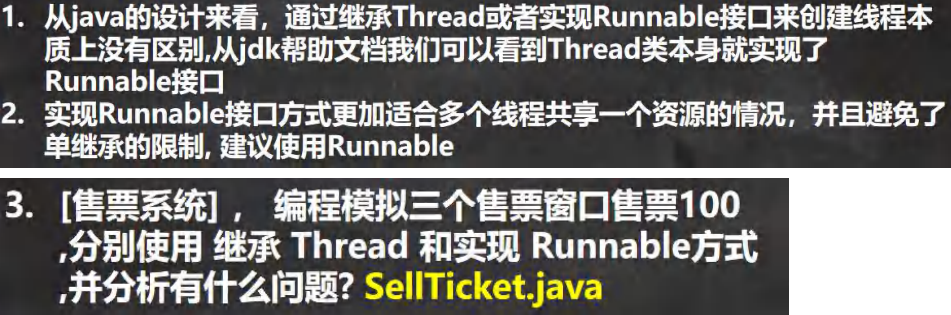 1. 从java的设计来看，通过继承Thread或者实现Runnable接口来创建线程本
质上没有区别,从jdk帮助文档我们可以看到Thread类本身就实现了
Runnable接口
2. 实现Runnable接口方式更加适合多个线程共享一个资源的情况，并且避免了
单继承的限制, 建议使用Runnable
3. [售票系统] ， 编程模拟三个售票窗口售票100
,分别使用 继承 Thread 和实现 Runnable方式
,并分析有什么问题? SellTicket.java